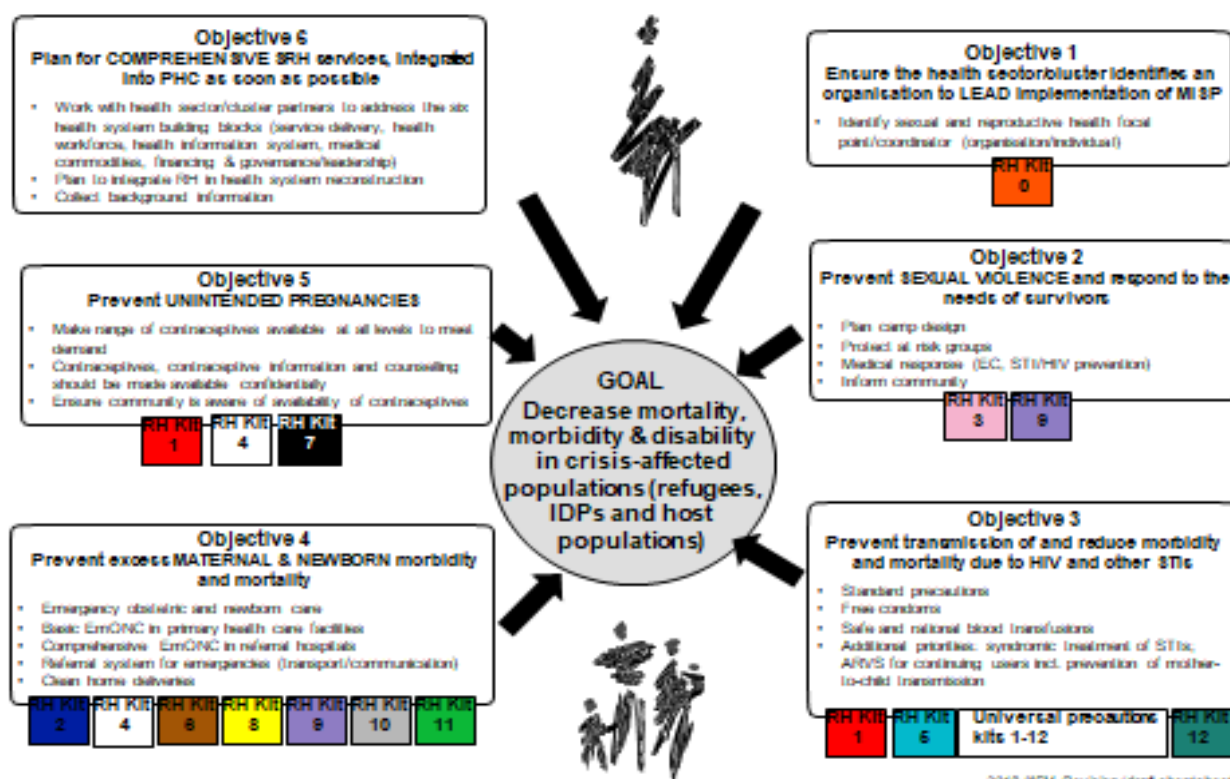 Objective 6
Plan for COMPREHENSIVE SRH services, integrated
into PHC as soon as possible
• Work with health sector/cluster partners to address the six
health system building blocks (service delivery, health
workforce, health information system, medical
commodities, financing & governance/leadership)
• Plan to integrate RH in health system reconstruction
• Collect background information
Objective 1
Ensure the health sector/cluster identifies an
organisation to LEAD implementation of MISP
• Identify sexual and reproductive health focal
point/coordinator (organisation/individual)
RH Kit
0
Objective 5
Prevent UNINTENDED PREGNANCIES
• Make range of contraceptives available at all levels to meet
demand
• Contraceptives, contraceptive information and counselling
should be made available confidentially
• Ensure community is aware of availability of contraceptives
RH Kit
1
RH Kit
4
RH Kit
7
Objective 2
Prevent SEXUAL VIOLENCE and respond to the
needs of survivors
• Plan camp design
• Protect at risk groups
• Medical response (EC, STI/HIV prevention)
• Inform community
RH Kit
3
RH Kit
9
GOAL
Decrease mortality,
morbidity & disability
in crisis-affected
populations (refugees,
IDPs and host
populations)
Objective 4
Prevent excess MATERNAL & NEWBORN morbidity
and mortality
• Emergency obstetric and newborn care
• Basic EmONC in primary health care facilities
• Comprehensive EmONC in referral hospitals
• Referral system for emergencies (transport/communication)
• Clean home deliveries
RH Kit
2
RH Kit
4
RH Kit
6
RH Kit
8
RH Kit
9
RH Kit
10
RH Kit
11
Objective 3
Prevent transmission of and reduce morbidity
and mortality due to HIV and other STIs
• Standard precautions
• Free condoms
• Safe and rational blood transfusions
• Additional priorities. syndromic treatment of STIs;
ARVS for continuing users incl. prevention of mother-
to-child transmission
RH Kit
1
RH Kit
5
Universal precautions
kits 1-12
RH Kit
12